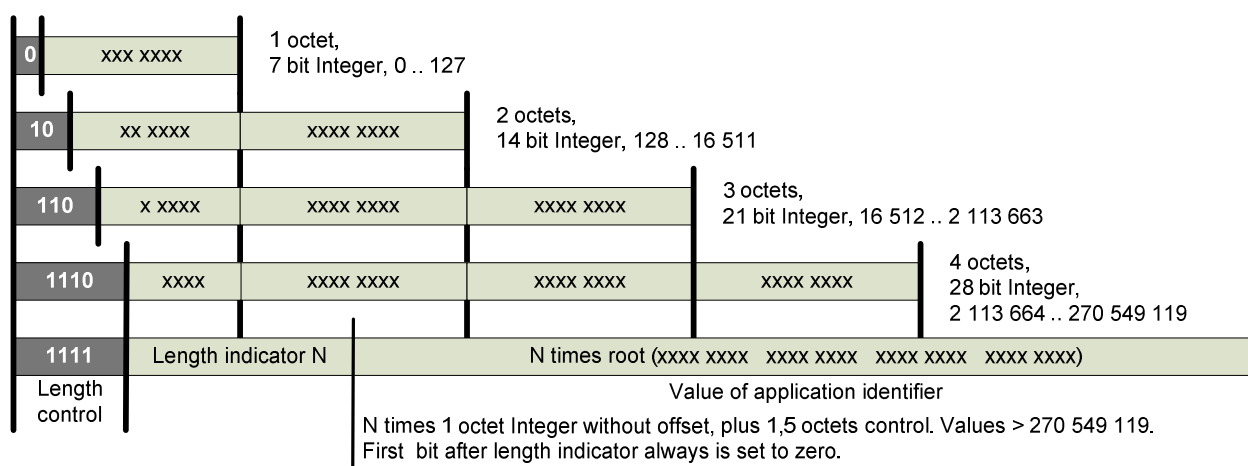 0 xxx xxxx
1 octet,
7 bit Integer, 0 .. 127
10 xx xxxx xxxx xxxx
2 octets,
14 bit Integer, 128 .. 16 511
110 x xxxx xxxx xxxx xxxx xxxx
3 octets,
21 bit Integer, 16 512 .. 2 113 663
1110 xxxx xxxx xxxx xxxx xxxx xxxx xxxx
4 octets,
28 bit Integer,
2 113 664 .. 270 549 119
1111 Length indicator N N times root (xxxx xxxx xxxx xxxx xxxx xxxx xxxx xxxx)
Length
control
Value of application identifier
N times 1 octet Integer without offset, plus 1,5 octets control. Values > 270 549 119.
First bit after length indicator always is set to zero.